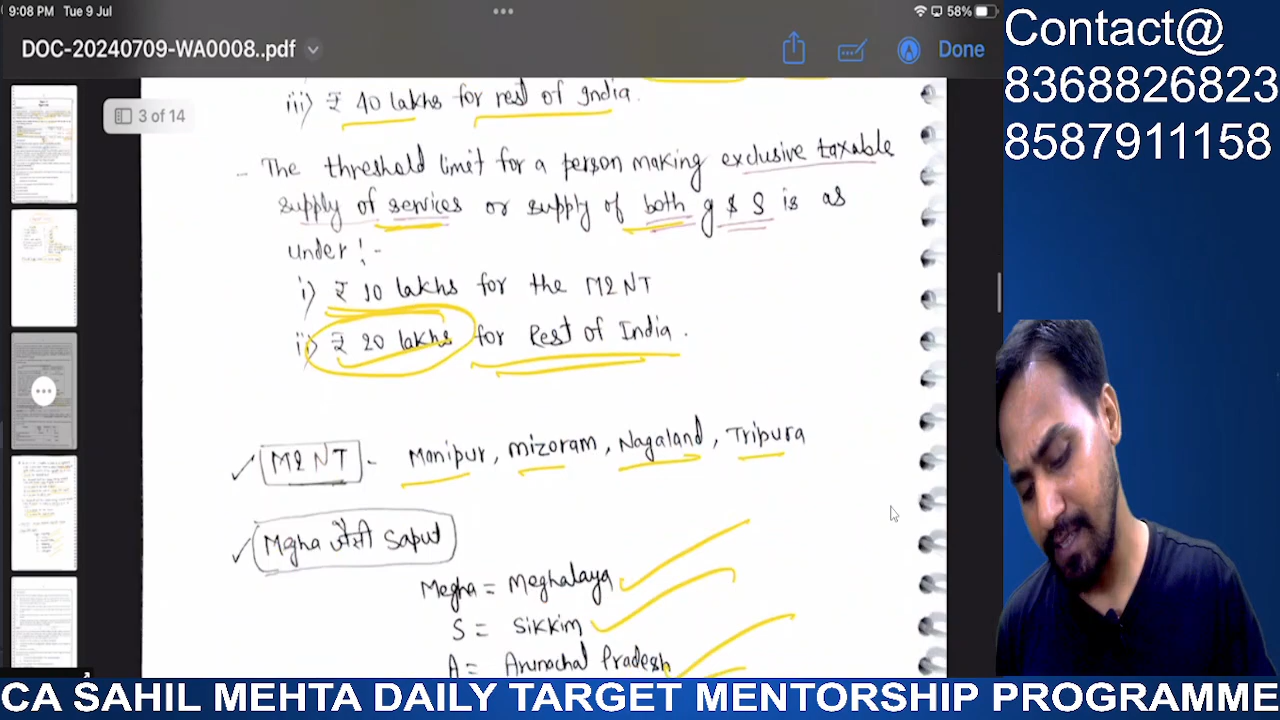 9:08 PM Tue 9 Jul
58%
DOC-20240709-WA0008..pdf
Done
3 of 14
iii) ₹ 40 lakhs for rest of India.
- The threshold limit for a person making exclusive taxable
supply of services or supply of both g & S is as
under!-
i) ₹ 10 lakhs for the M2NT
ii) ₹ 20 lakhs for Rest of India.
M2NT - Manipur, mizoram, Nagaland, Tripura
Megha जैसी Saput
Megha = Meghalaya
S = Sikkim
A = Arunachal Pradesh
Contact@
8368826823
8587911158
CA SAHIL MEHTA DAILY TARGET MENTORSHIP PROGRAMME